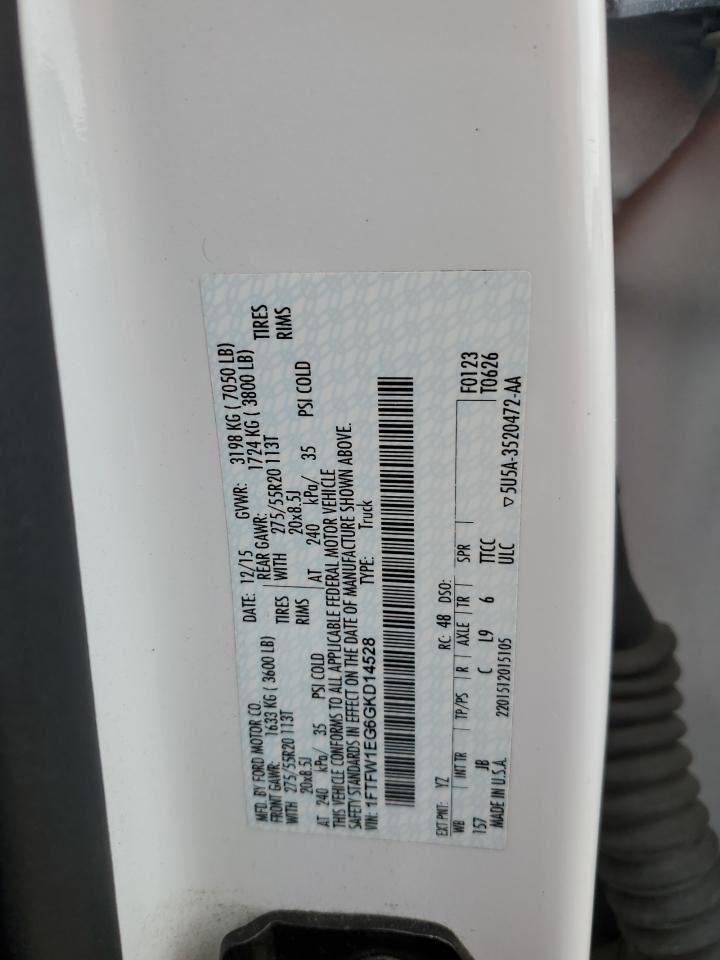 MFD. BY FORD MOTOR CO. DATE: 12/15 GVWR: 3198 KG ( 7050 LB)
FRONT GAWR: 1633 KG ( 3600 LB) REAR GAWR: 1724 KG ( 3800 LB)
WITH 275/55R20 113T TIRES WITH 275/55R20 113T TIRES
20x8.5J RIMS 20x8.5J RIMS
AT 240 kPa/ 35 PSI COLD AT 240 kPa/ 35 PSI COLD
THIS VEHICLE CONFORMS TO ALL APPLICABLE FEDERAL MOTOR VEHICLE
SAFETY STANDARDS IN EFFECT ON THE DATE OF MANUFACTURE SHOWN ABOVE.
VIN: 1FTFW1EG6GKD14528 TYPE: Truck
EXT PNT: YZ RC: 48 DSO: F0123
WB INT TR TP/PS R AXLE TR SPR T0626
157 JB C L9 6 TTCC
MADE IN U.S.A. 2201512015105 ULC ▽5U5A-3520472-AA